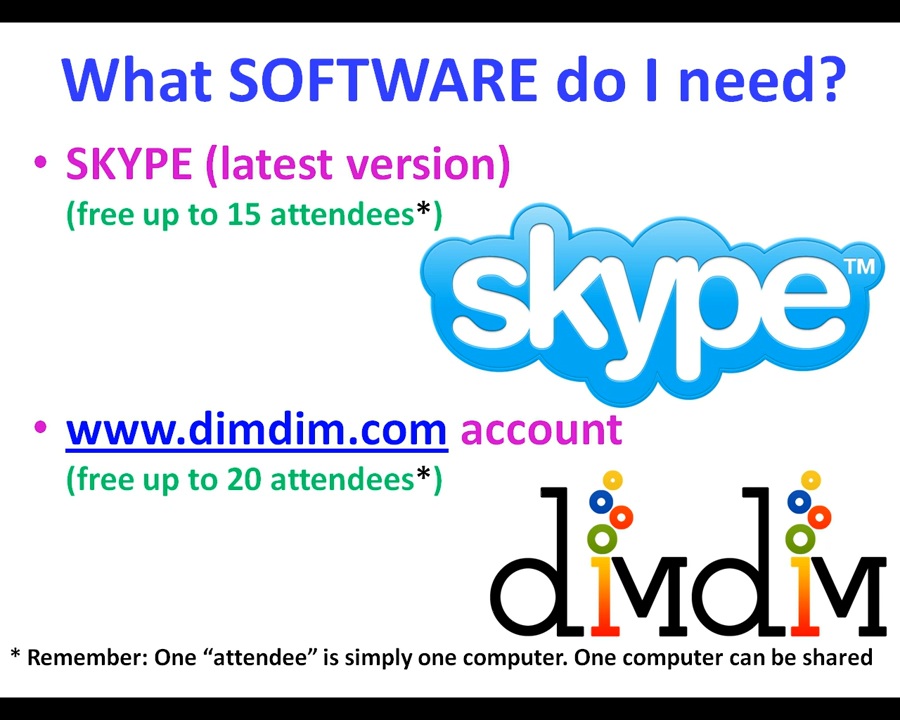 What SOFTWARE do I need?
• SKYPE (latest version)
(free up to 15 attendees*)
skype™
• www.dimdim.com account
(free up to 20 attendees*)
dimdim
* Remember: One “attendee” is simply one computer. One computer can be shared